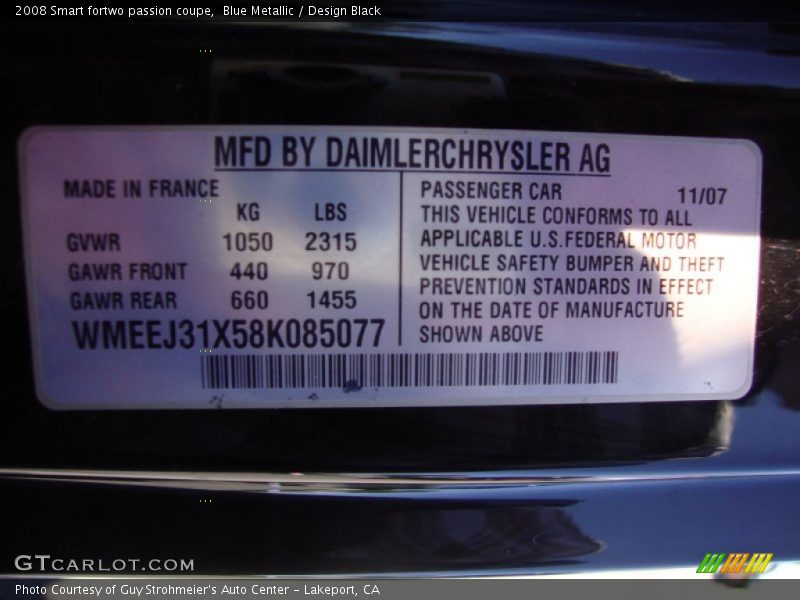 2008 Smart fortwo passion coupe,  Blue Metallic / Design Black
MFD BY DAIMLERCHRYSLER AG
MADE IN FRANCE
KG LBS
GVWR 1050 2315
GAWR FRONT 440 970
GAWR REAR 660 1455
WMEEJ31X58K085077
PASSENGER CAR 11/07
THIS VEHICLE CONFORMS TO ALL
APPLICABLE U.S.FEDERAL MOTOR
VEHICLE SAFETY BUMPER AND THEFT
PREVENTION STANDARDS IN EFFECT
ON THE DATE OF MANUFACTURE
SHOWN ABOVE
GTCARLOT.COM
Photo Courtesy of Guy Strohmeier's Auto Center - Lakeport, CA